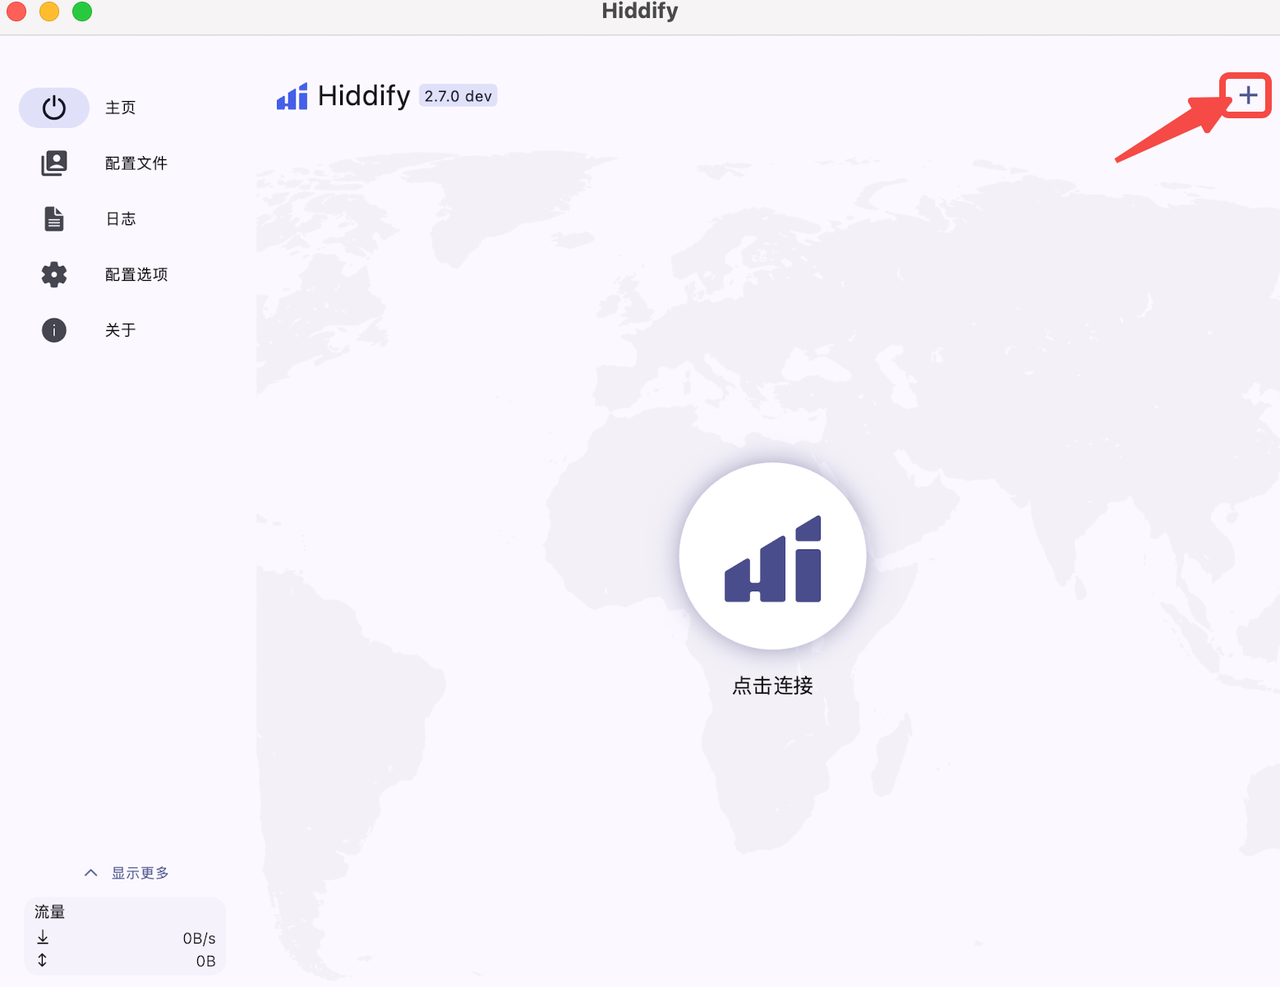 Hiddify
主页
配置文件
日志
配置选项
关于
Hiddify 2.7.0 dev
点击连接
显示更多
流量
0B/s
0B